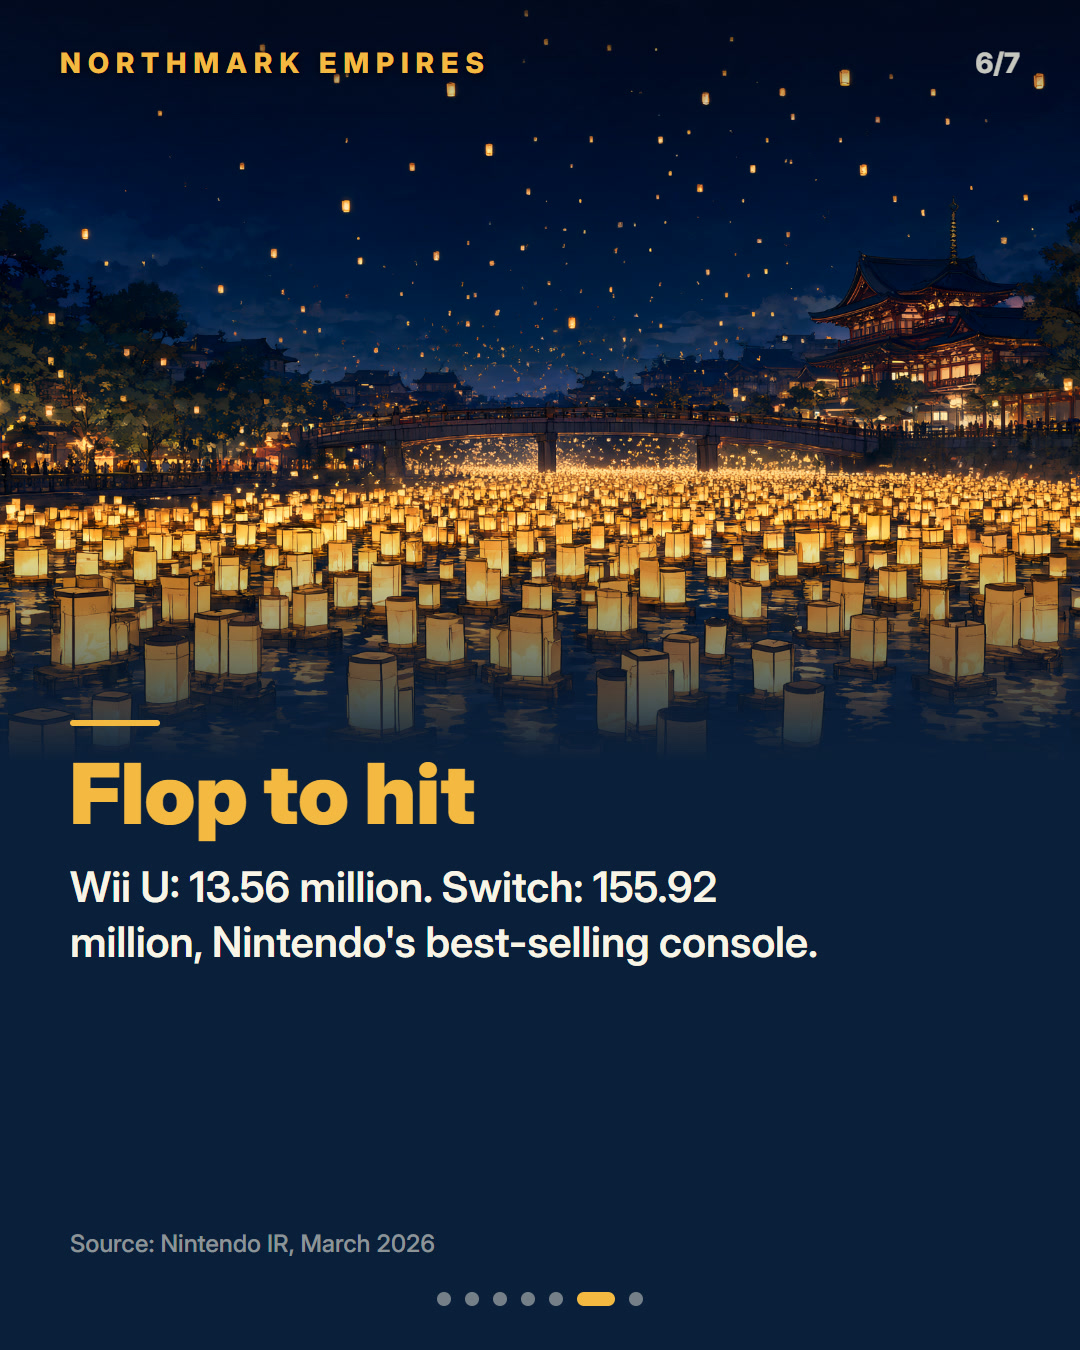 NORTHMARK EMPIRES
6/7
Flop to hit
Wii U: 13.56 million. Switch: 155.92
million, Nintendo's best-selling console.
Source: Nintendo IR, March 2026